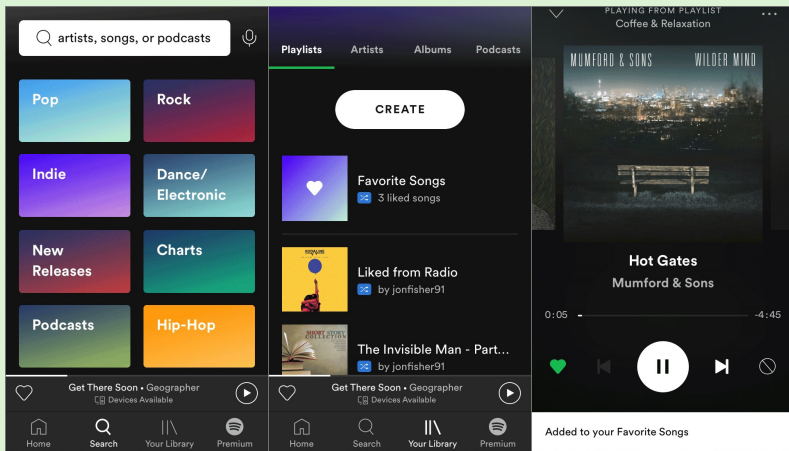 artists, songs, or podcasts
Pop
Rock
Indie
Dance/
Electronic
New
Releases
Charts
Podcasts
Hip-Hop
Get There Soon • Geographer
Devices Available
Home
Search
Your Library
Premium
Playlists
Artists
Albums
Podcasts
CREATE
Favorite Songs
3 liked songs
Liked from Radio
by jonfisher91
SHORT STORY
COLLECTION
The Invisible Man - Part...
by jonfisher91
Get There Soon • Geographer
Devices Available
Home
Search
Your Library
Premium
PLAYING FROM PLAYLIST
Coffee & Relaxation
MUMFORD & SONS WILDER MIND
Hot Gates
Mumford & Sons
0:05 -4:45
Added to your Favorite Songs